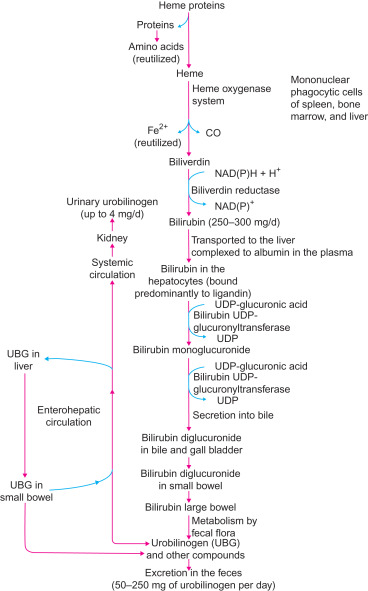 Heme proteins
Proteins
Amino acids
(reutilized)
Heme
Heme oxygenase
system
Mononuclear
phagocytic cells
of spleen, bone
marrow, and liver
Fe2+
(reutilized)
CO
Biliverdin
NAD(P)H + H+
Biliverdin reductase
NAD(P)+
Bilirubin (250–300 mg/d)
Urinary urobilinogen
(up to 4 mg/d)
Kidney
Systemic
circulation
Transported to the liver
complexed to albumin in the plasma
Bilirubin in the
hepatocytes (bound
predominantly to ligandin)
UDP-glucuronic acid
Bilirubin UDP-
glucuronyltransferase
UDP
Bilirubin monoglucuronide
UDP-glucuronic acid
Bilirubin UDP-
glucuronyltransferase
UDP
UBG in
liver
Enterohepatic
circulation
Secretion into bile
Bilirubin diglucuronide
in bile and gall bladder
Bilirubin diglucuronide
in small bowel
UBG in
small bowel
Bilirubin large bowel
Metabolism by
fecal flora
Urobilinogen (UBG)
and other compounds
Excretion in the feces
(50–250 mg of urobilinogen per day)